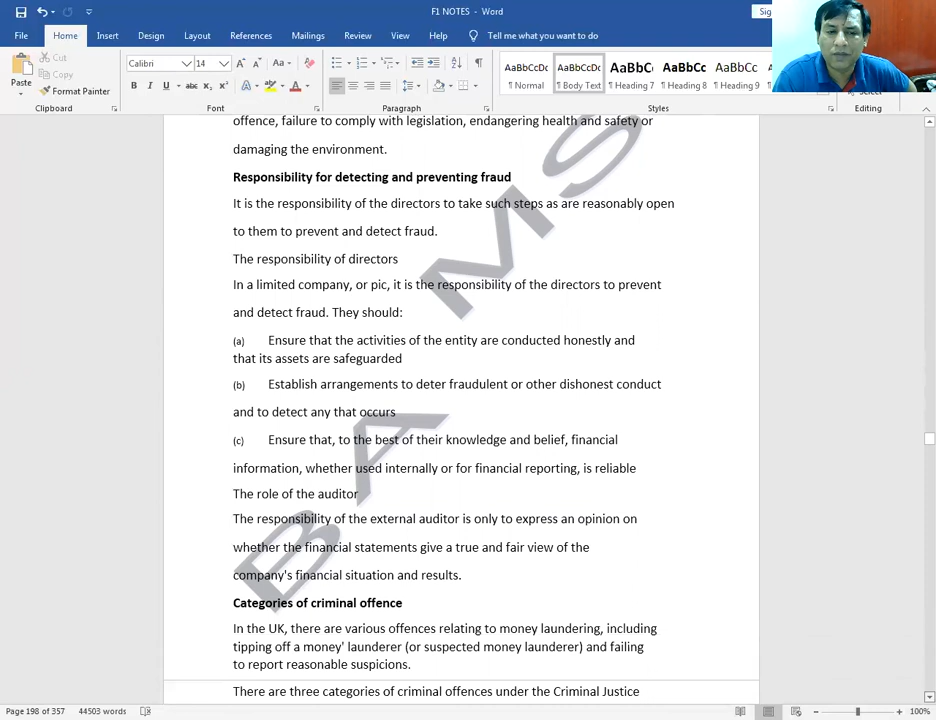 F1 NOTES - Word
Sig
File Home Insert Design Layout References Mailings Review View Help Tell me what you want to do
Paste
Cut
Copy
Format Painter
Calibri 14
Aa
B I U
A
¶
AaBbCcDc AaBbCcDc AaBbC AaBbCc AaBbCc
¶ Normal ¶ Body Text ¶ Heading 7 ¶ Heading 8 ¶ Heading 9
Clipboard Font Paragraph Styles Editing
offence, failure to comply with legislation, endangering health and safety or
damaging the environment.
Responsibility for detecting and preventing fraud
It is the responsibility of the directors to take such steps as are reasonably open
to them to prevent and detect fraud.
The responsibility of directors
In a limited company, or pic, it is the responsibility of the directors to prevent
and detect fraud. They should:
(a) Ensure that the activities of the entity are conducted honestly and
that its assets are safeguarded
(b) Establish arrangements to deter fraudulent or other dishonest conduct
and to detect any that occurs
(c) Ensure that, to the best of their knowledge and belief, financial
information, whether used internally or for financial reporting, is reliable
The role of the auditor
The responsibility of the external auditor is only to express an opinion on
whether the financial statements give a true and fair view of the
company's financial situation and results.
Categories of criminal offence
In the UK, there are various offences relating to money laundering, including
tipping off a money' launderer (or suspected money launderer) and failing
to report reasonable suspicions.
There are three categories of criminal offences under the Criminal Justice
BA MS
Page 198 of 357 44503 words 100%